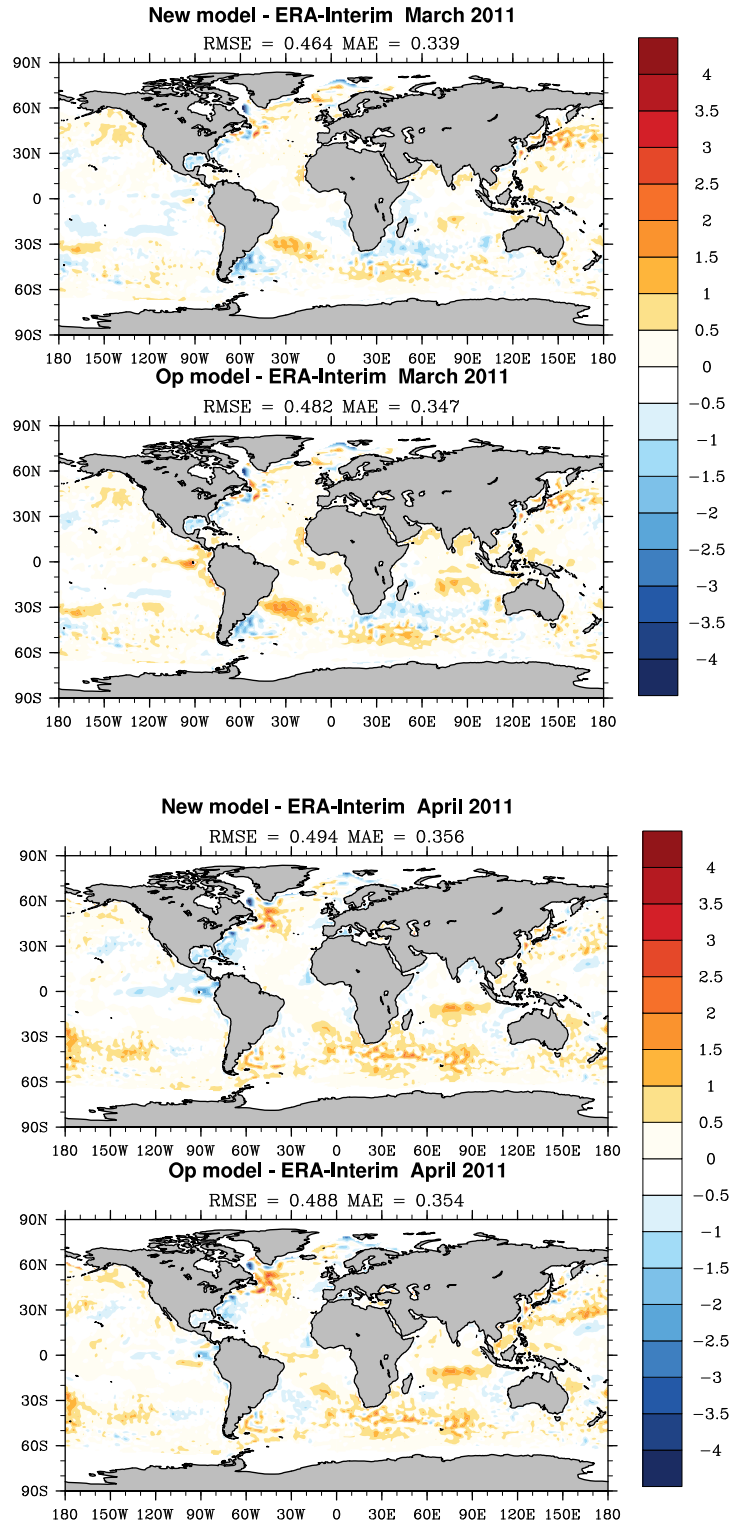 New model - ERA-Interim March 2011
RMSE = 0.464 MAE = 0.339
90N
60N
30N
0
30S
60S
90S
180 150W 120W 90W 60W 30W 0 30E 60E 90E 120E 150E 180
Op model - ERA-Interim March 2011
RMSE = 0.482 MAE = 0.347
90N
60N
30N
0
30S
60S
90S
180 150W 120W 90W 60W 30W 0 30E 60E 90E 120E 150E 180
4
3.5
3
2.5
2
1.5
1
0.5
0
−0.5
−1
−1.5
−2
−2.5
−3
−3.5
−4
New model - ERA-Interim April 2011
RMSE = 0.494 MAE = 0.356
90N
60N
30N
0
30S
60S
90S
180 150W 120W 90W 60W 30W 0 30E 60E 90E 120E 150E 180
Op model - ERA-Interim April 2011
RMSE = 0.488 MAE = 0.354
90N
60N
30N
0
30S
60S
90S
180 150W 120W 90W 60W 30W 0 30E 60E 90E 120E 150E 180
4
3.5
3
2.5
2
1.5
1
0.5
0
−0.5
−1
−1.5
−2
−2.5
−3
−3.5
−4